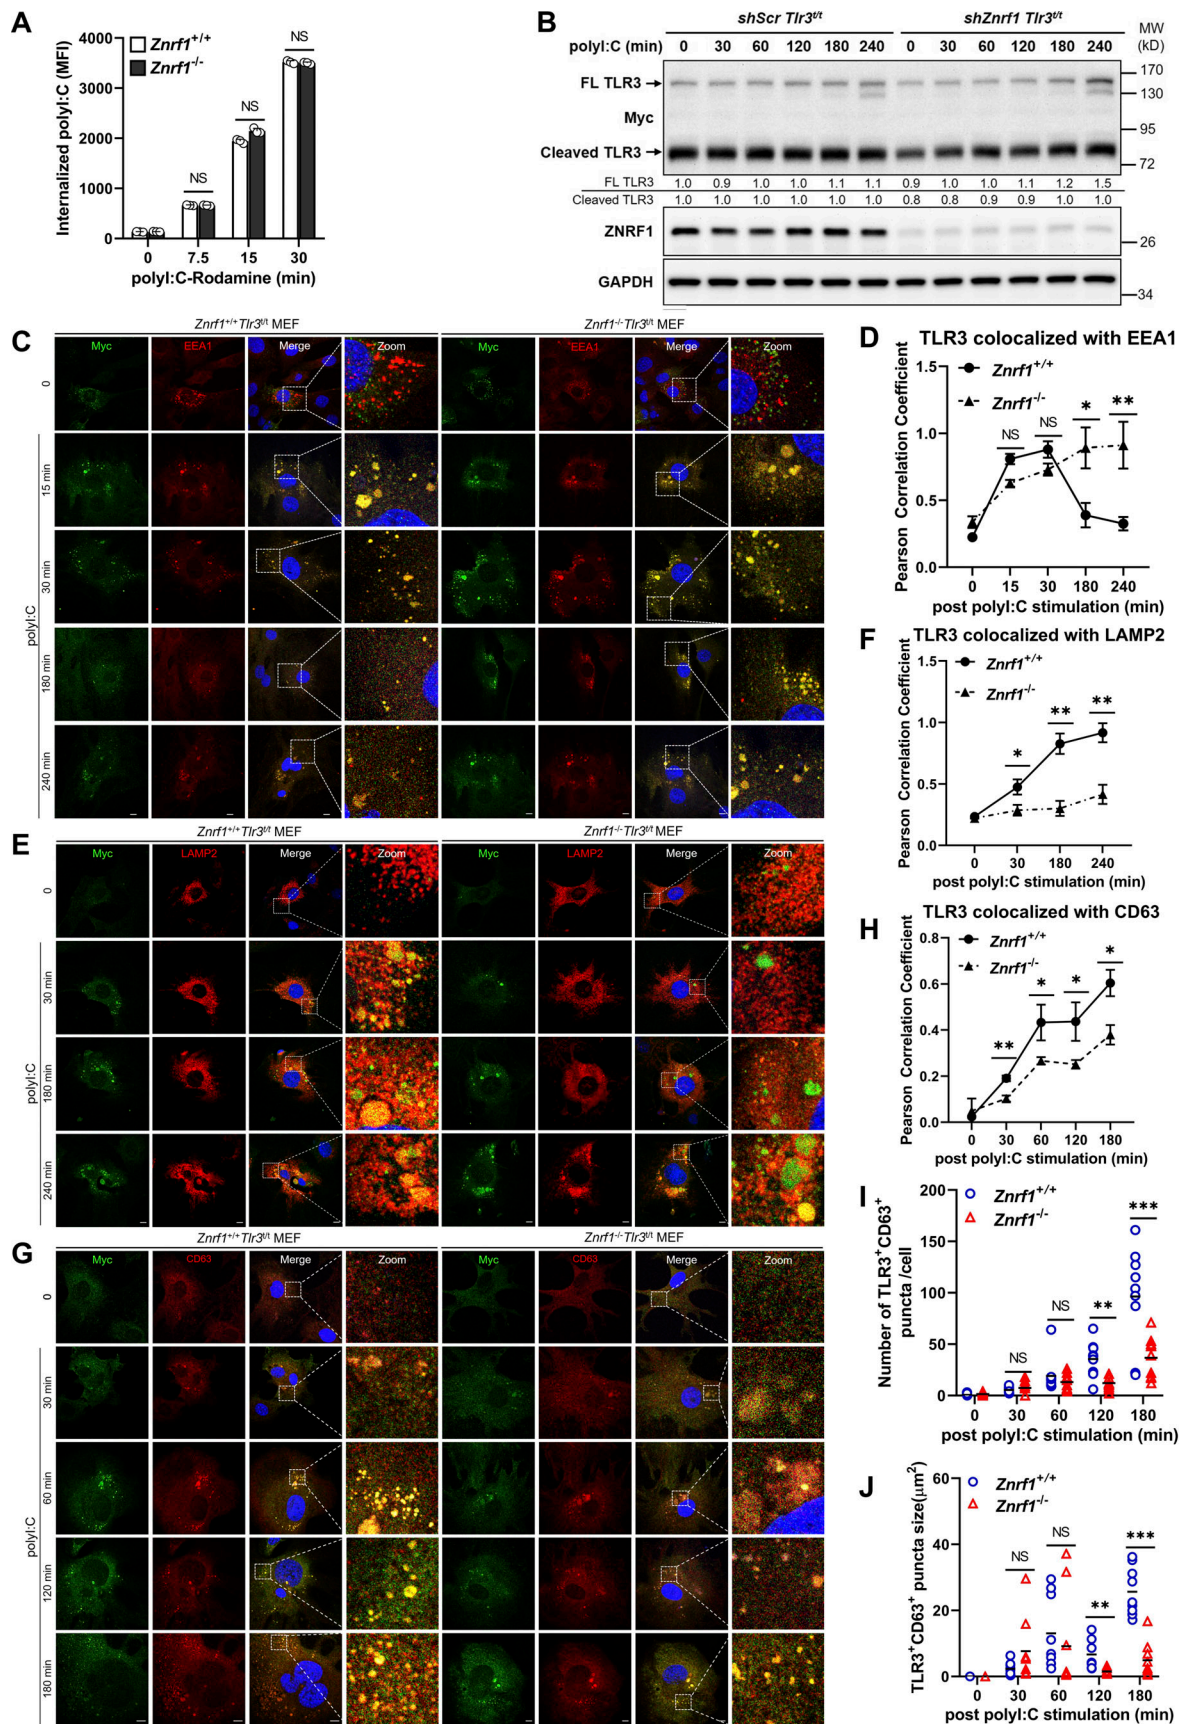 A
Znrf1+/+
Znrf1-/-
Internalized polyI:C (MFI)
4000
3000
2000
1000
0
NS
NS
NS
0 7.5 15 30
polyI:C-Rodamine (min)
B
shScr Tlr3t/t shZnrf1 Tlr3t/t
MW (kD)
polyI:C (min) 0 30 60 120 180 240 0 30 60 120 180 240
FL TLR3
Myc
Cleaved TLR3
170
130
95
72
FL TLR3 1.0 0.9 1.0 1.0 1.1 1.1 0.9 1.0 1.0 1.1 1.2 1.5
Cleaved TLR3 1.0 1.0 1.0 1.0 1.0 1.0 0.8 0.8 0.9 0.9 1.0 1.0
ZNRF1 26
GAPDH 34
C
Znrf1+/+Tlr3t/t MEF Znrf1-/-Tlr3t/t MEF
Myc EEA1 Merge Zoom Myc EEA1 Merge Zoom
0
15 min
30 min
180 min
240 min
polyI:C
D
TLR3 colocalized with EEA1
Znrf1+/+
Znrf1-/-
Pearson Correlation Coefficient
1.5
1.0
0.5
0.0
NS NS * **
0 15 30 180 240
post polyI:C stimulation (min)
E
Znrf1+/+Tlr3t/t MEF Znrf1-/-Tlr3t/t MEF
Myc LAMP2 Merge Zoom Myc LAMP2 Merge Zoom
0
30 min
180 min
240 min
polyI:C
F
TLR3 colocalized with LAMP2
Znrf1+/+
Znrf1-/-
Pearson Correlation Coefficient
1.5
1.0
0.5
0.0
* ** **
0 30 180 240
post polyI:C stimulation (min)
G
Znrf1+/+Tlr3t/t MEF Znrf1-/-Tlr3t/t MEF
Myc CD63 Merge Zoom Myc CD63 Merge Zoom
0
30 min
60 min
120 min
180 min
polyI:C
H
TLR3 colocalized with CD63
Znrf1+/+
Znrf1-/-
Pearson Correlation Coefficient
0.8
0.6
0.4
0.2
0.0
** * * *
0 30 60 120 180
post polyI:C stimulation (min)
I
Znrf1+/+
Znrf1-/-
Number of TLR3+CD63+
puncta /cell
200
150
100
50
0
NS NS ** ***
0 30 60 120 180
post polyI:C stimulation (min)
J
Znrf1+/+
Znrf1-/-
TLR3+CD63+ puncta size(μm2)
60
40
20
0
NS NS ** ***
0 30 60 120 180
post polyI:C stimulation (min)